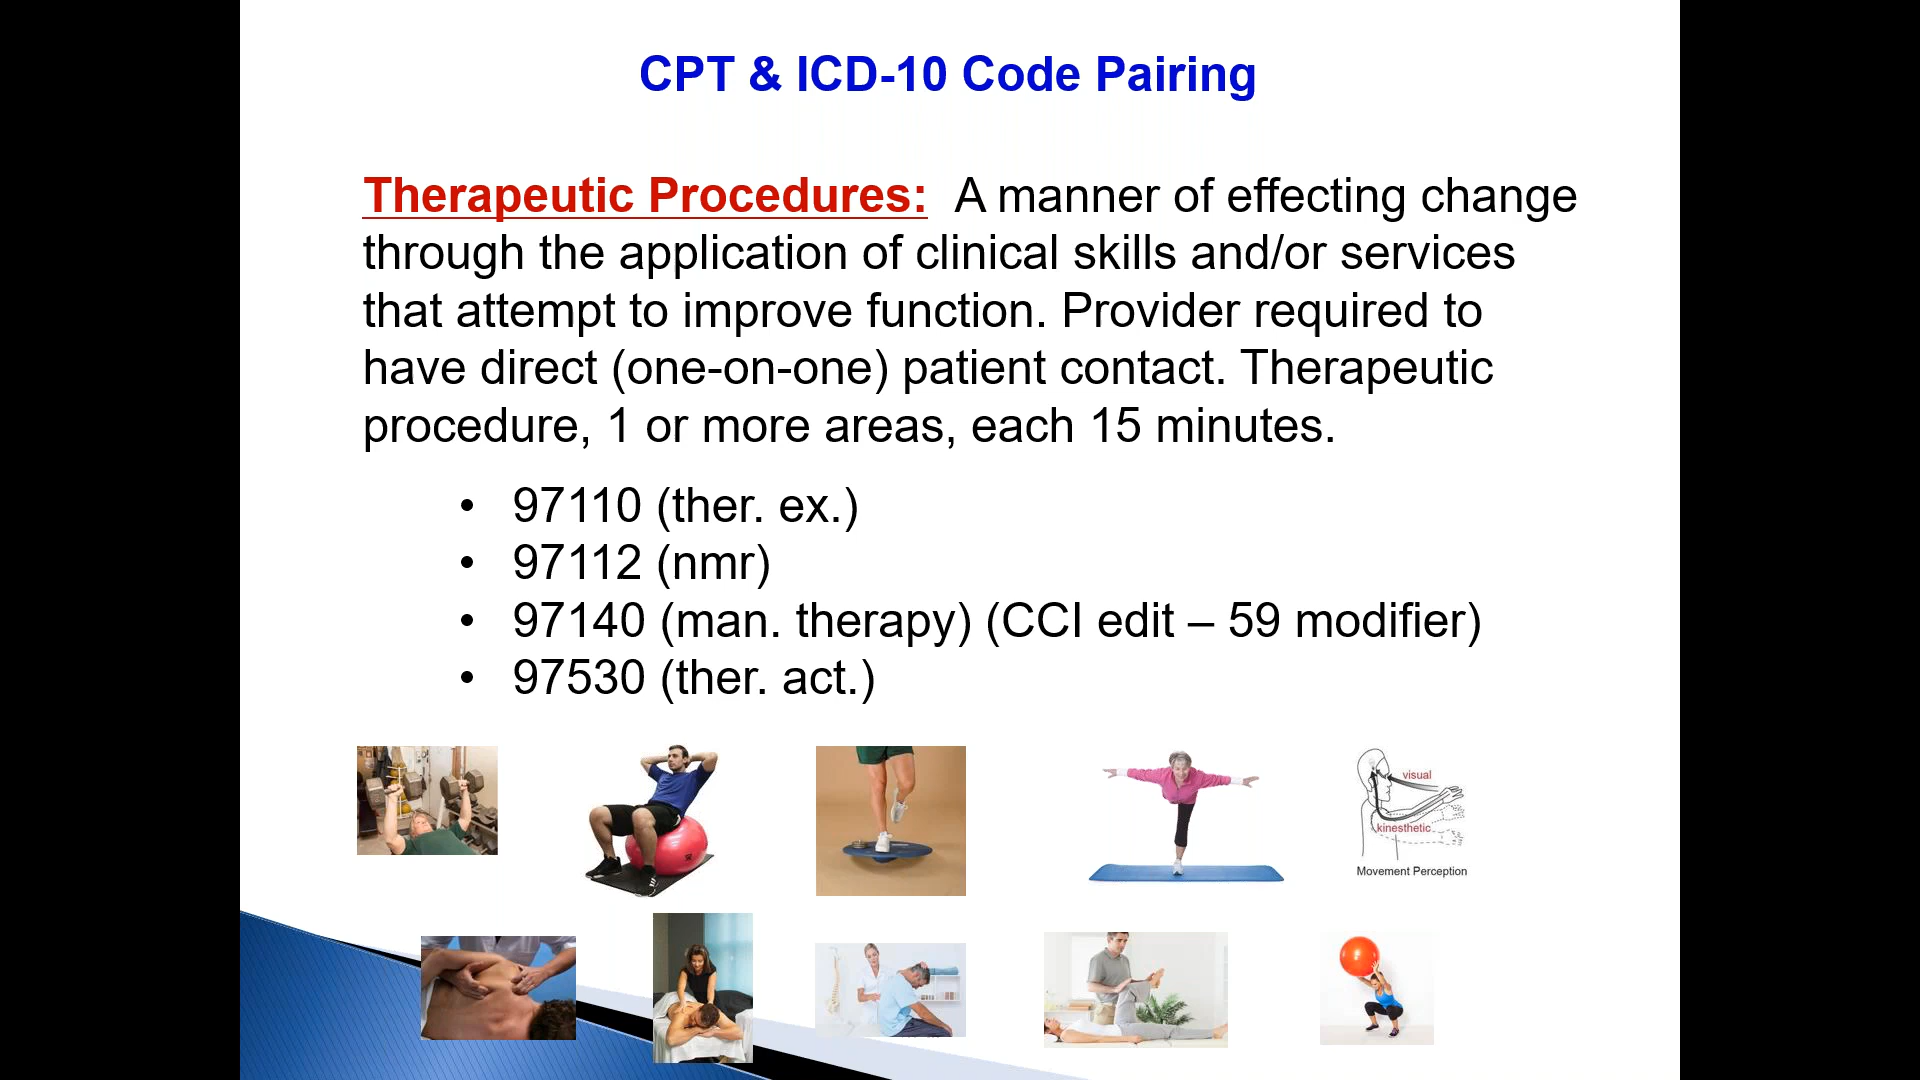 CPT & ICD-10 Code Pairing
Therapeutic Procedures: A manner of effecting change
through the application of clinical skills and/or services
that attempt to improve function. Provider required to
have direct (one-on-one) patient contact. Therapeutic
procedure, 1 or more areas, each 15 minutes.
• 97110 (ther. ex.)
• 97112 (nmr)
• 97140 (man. therapy) (CCI edit – 59 modifier)
• 97530 (ther. act.)
visual
kinesthetic
Movement Perception